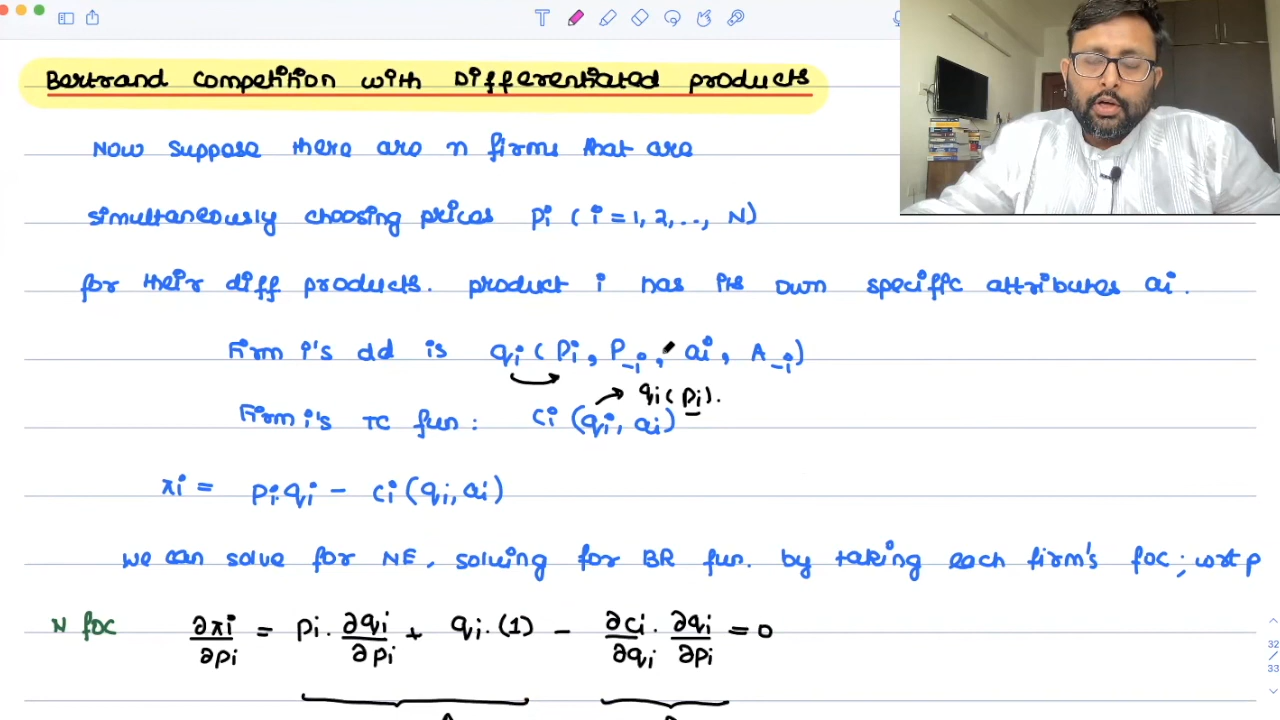 Bertrand Competition with Differentiated products
Now suppose there are n firms that are
simultaneously choosing prices pi ( i = 1, 2, .., N)
for their diff products. product i has its own specific attributes ai.
Firm i's dd is qi ( Pi, P-i, ai, A-i)
qi ( pi).
Firm i's TC fun : Ci (qi, ai)
πi = pi.qi - Ci (qi, ai)
We can solve for NE, solving for BR fun. by taking each firm's foc; wrt p
N foc ∂πi/∂pi = pi . ∂qi/∂pi + qi . (1) - ∂ci/∂qi . ∂qi/∂pi = 0
32
/
33